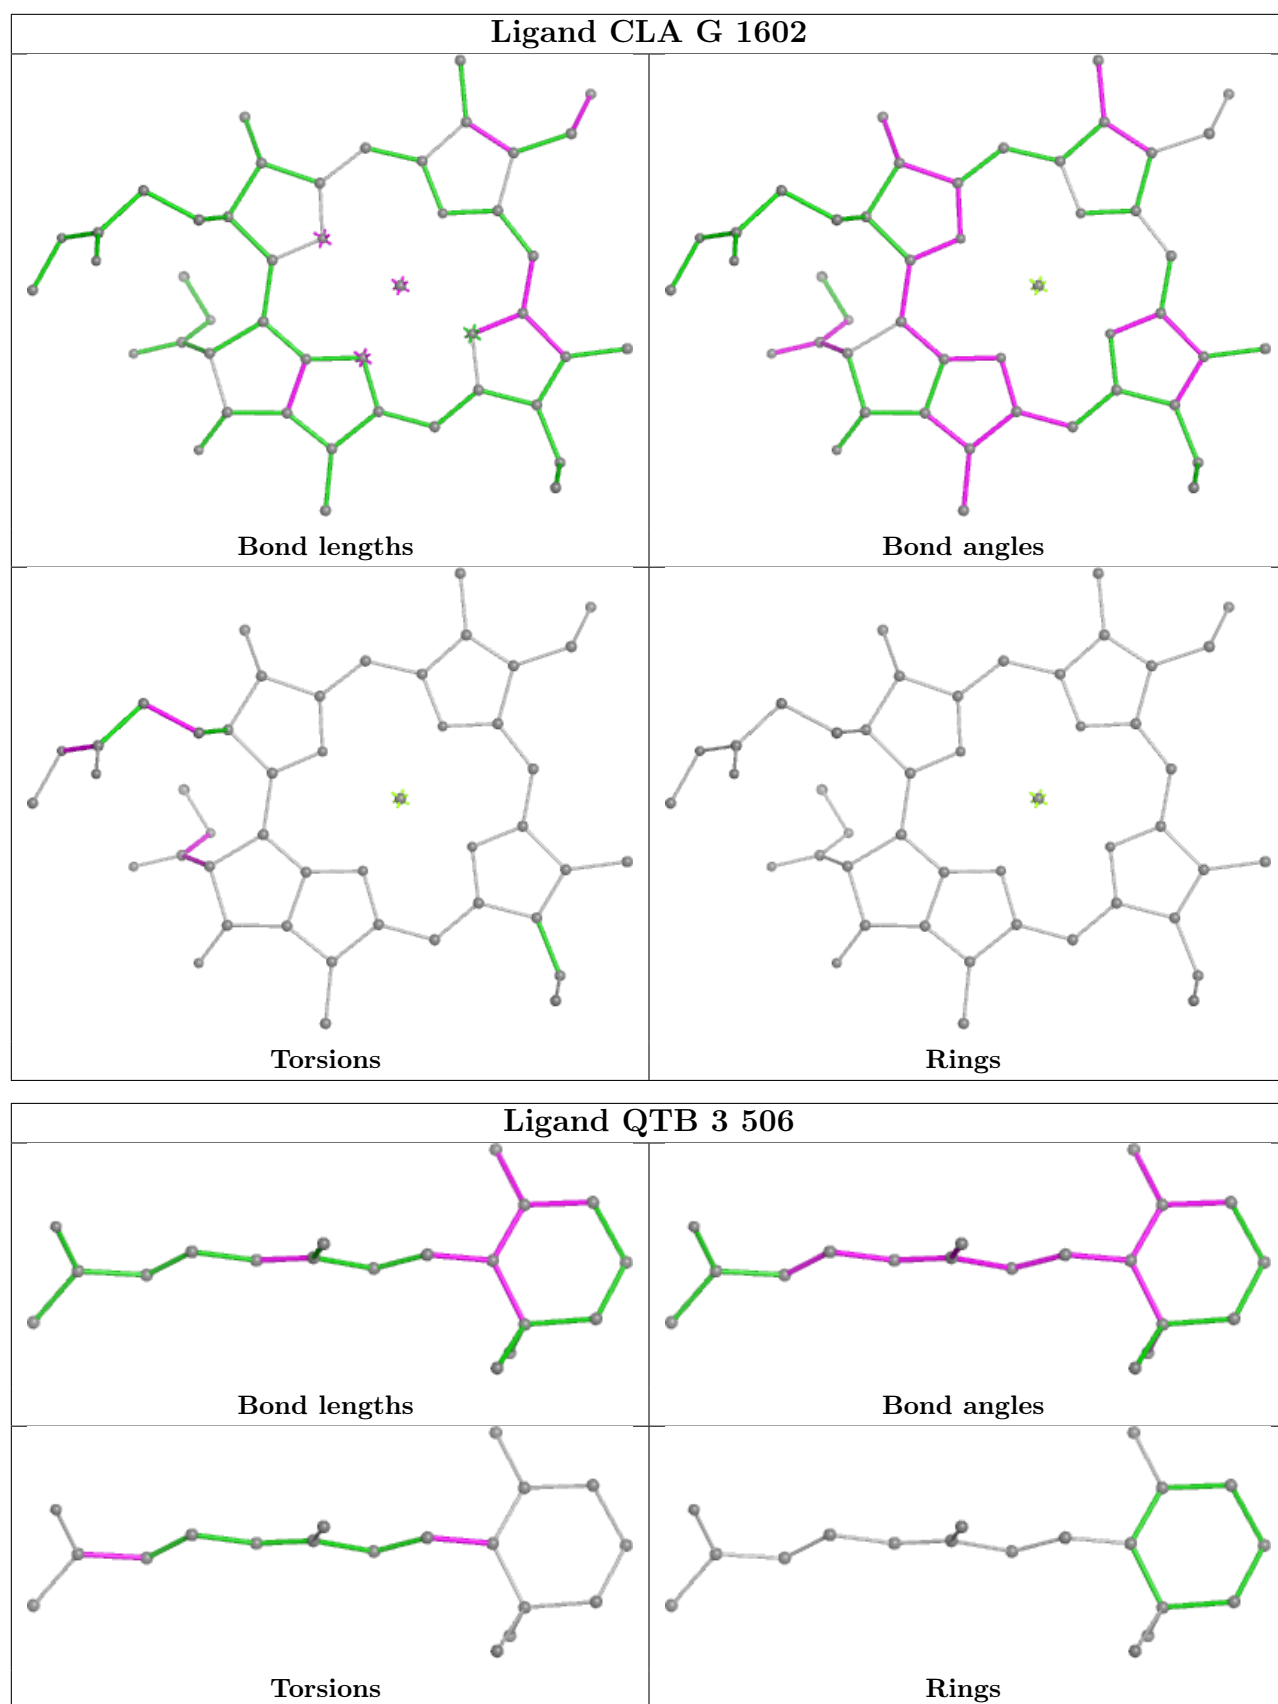 Ligand CLA G 1602
Bond lengths
Bond angles
Torsions
Rings
Ligand QTB 3 506
Bond lengths
Bond angles
Torsions
Rings